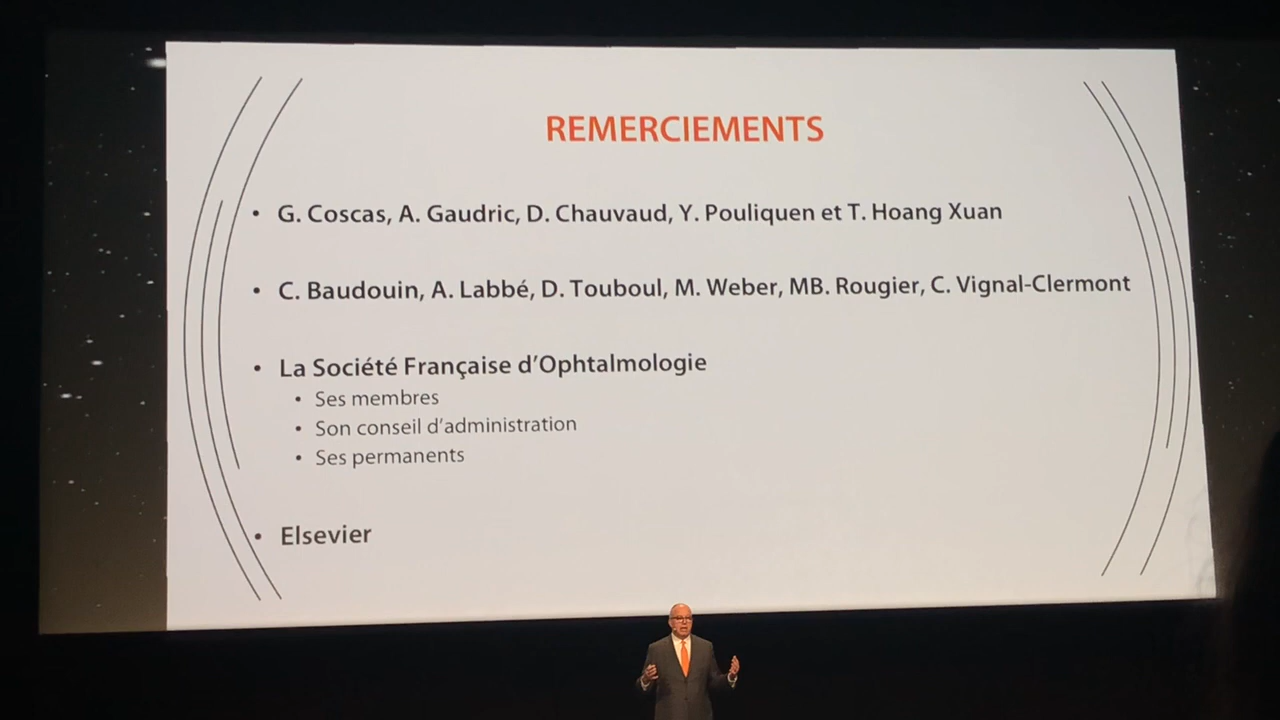 REMERCIEMENTS
• G. Coscas, A. Gaudric, D. Chauvaud, Y. Pouliquen et T. Hoang Xuan
• C. Baudouin, A. Labbé, D. Touboul, M. Weber, MB. Rougier, C. Vignal-Clermont
• La Société Française d’Ophtalmologie
• Ses membres
• Son conseil d’administration
• Ses permanents
• Elsevier